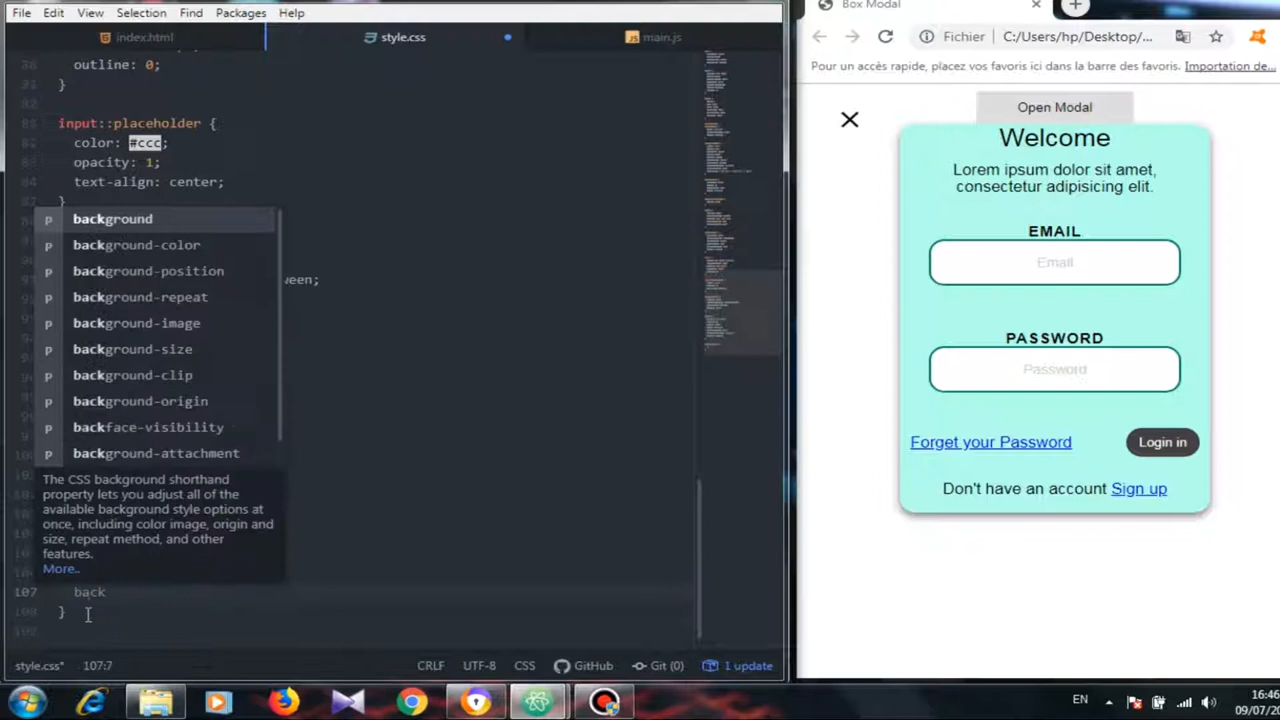 File Edit View Selection Find Packages Help
index.html style.css main.js
outline: 0;
}
input::placeholder {
color: #ccc;
opacity: 1;
text-align: center;
}
p background
p background-color
p background-position
p background-repeat
p background-image
p background-size
p background-clip
p background-origin
p backface-visibility
p background-attachment
ween;
The CSS background shorthand
property lets you adjust all of the
available background style options at
once, including color image, origin and
size, repeat method, and other
features.
More..
107 back
108 }
style.css* 107:7 CRLF UTF-8 CSS GitHub Git (0) 1 update
Box Modal
Fichier C:/Users/hp/Desktop/...
Pour un accès rapide, placez vos favoris ici dans la barre des favoris. Importation de...
Open Modal
Welcome
Lorem ipsum dolor sit amet,
consectetur adipisicing elit.
EMAIL
Email
PASSWORD
Password
Forget your Password Login in
Don't have an account Sign up
EN 16:46
09/07/20